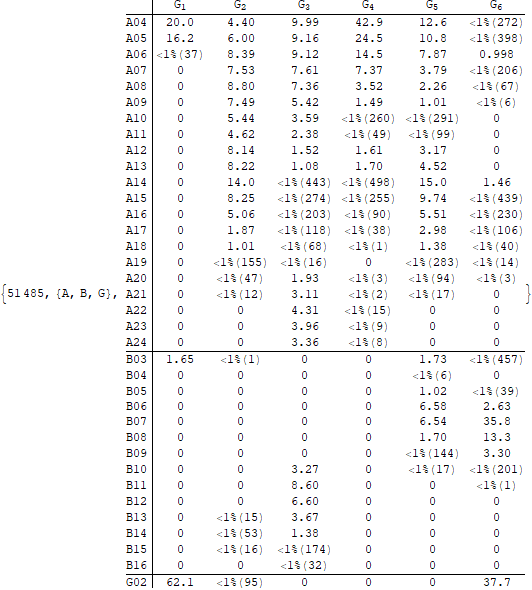 G1 G2 G3 G4 G5 G6
A04 20.0 4.40 9.99 42.9 12.6 <1%(272)
A05 16.2 6.00 9.16 24.5 10.8 <1%(398)
A06 <1%(37) 8.39 9.12 14.5 7.87 0.998
A07 0 7.53 7.61 7.37 3.79 <1%(206)
A08 0 8.80 7.36 3.52 2.26 <1%(67)
A09 0 7.49 5.42 1.49 1.01 <1%(6)
A10 0 5.44 3.59 <1%(260) <1%(291) 0
A11 0 4.62 2.38 <1%(49) <1%(99) 0
A12 0 8.14 1.52 1.61 3.17 0
A13 0 8.22 1.08 1.70 4.52 0
A14 0 14.0 <1%(443) <1%(498) 15.0 1.46
A15 0 8.25 <1%(274) <1%(255) 9.74 <1%(439)
A16 0 5.06 <1%(203) <1%(90) 5.51 <1%(230)
A17 0 1.87 <1%(118) <1%(38) 2.98 <1%(106)
A18 0 1.01 <1%(68) <1%(1) 1.38 <1%(40)
A19 0 <1%(155) <1%(16) 0 <1%(283) <1%(14)
A20 0 <1%(47) 1.93 <1%(3) <1%(94) <1%(3)
{51485, {A, B, G}, A21 0 <1%(12) 3.11 <1%(2) <1%(17) 0 }
A22 0 0 4.31 <1%(15) 0 0
A23 0 0 3.96 <1%(9) 0 0
A24 0 0 3.36 <1%(8) 0 0
B03 1.65 <1%(1) 0 0 1.73 <1%(457)
B04 0 0 0 0 <1%(6) 0
B05 0 0 0 0 1.02 <1%(39)
B06 0 0 0 0 6.58 2.63
B07 0 0 0 0 6.54 35.8
B08 0 0 0 0 1.70 13.3
B09 0 0 0 0 <1%(144) 3.30
B10 0 0 3.27 0 <1%(17) <1%(201)
B11 0 0 8.60 0 0 <1%(1)
B12 0 0 6.60 0 0 0
B13 0 <1%(15) 3.67 0 0 0
B14 0 <1%(53) 1.38 0 0 0
B15 0 <1%(16) <1%(174) 0 0 0
B16 0 0 <1%(32) 0 0 0
G02 62.1 <1%(95) 0 0 0 37.7